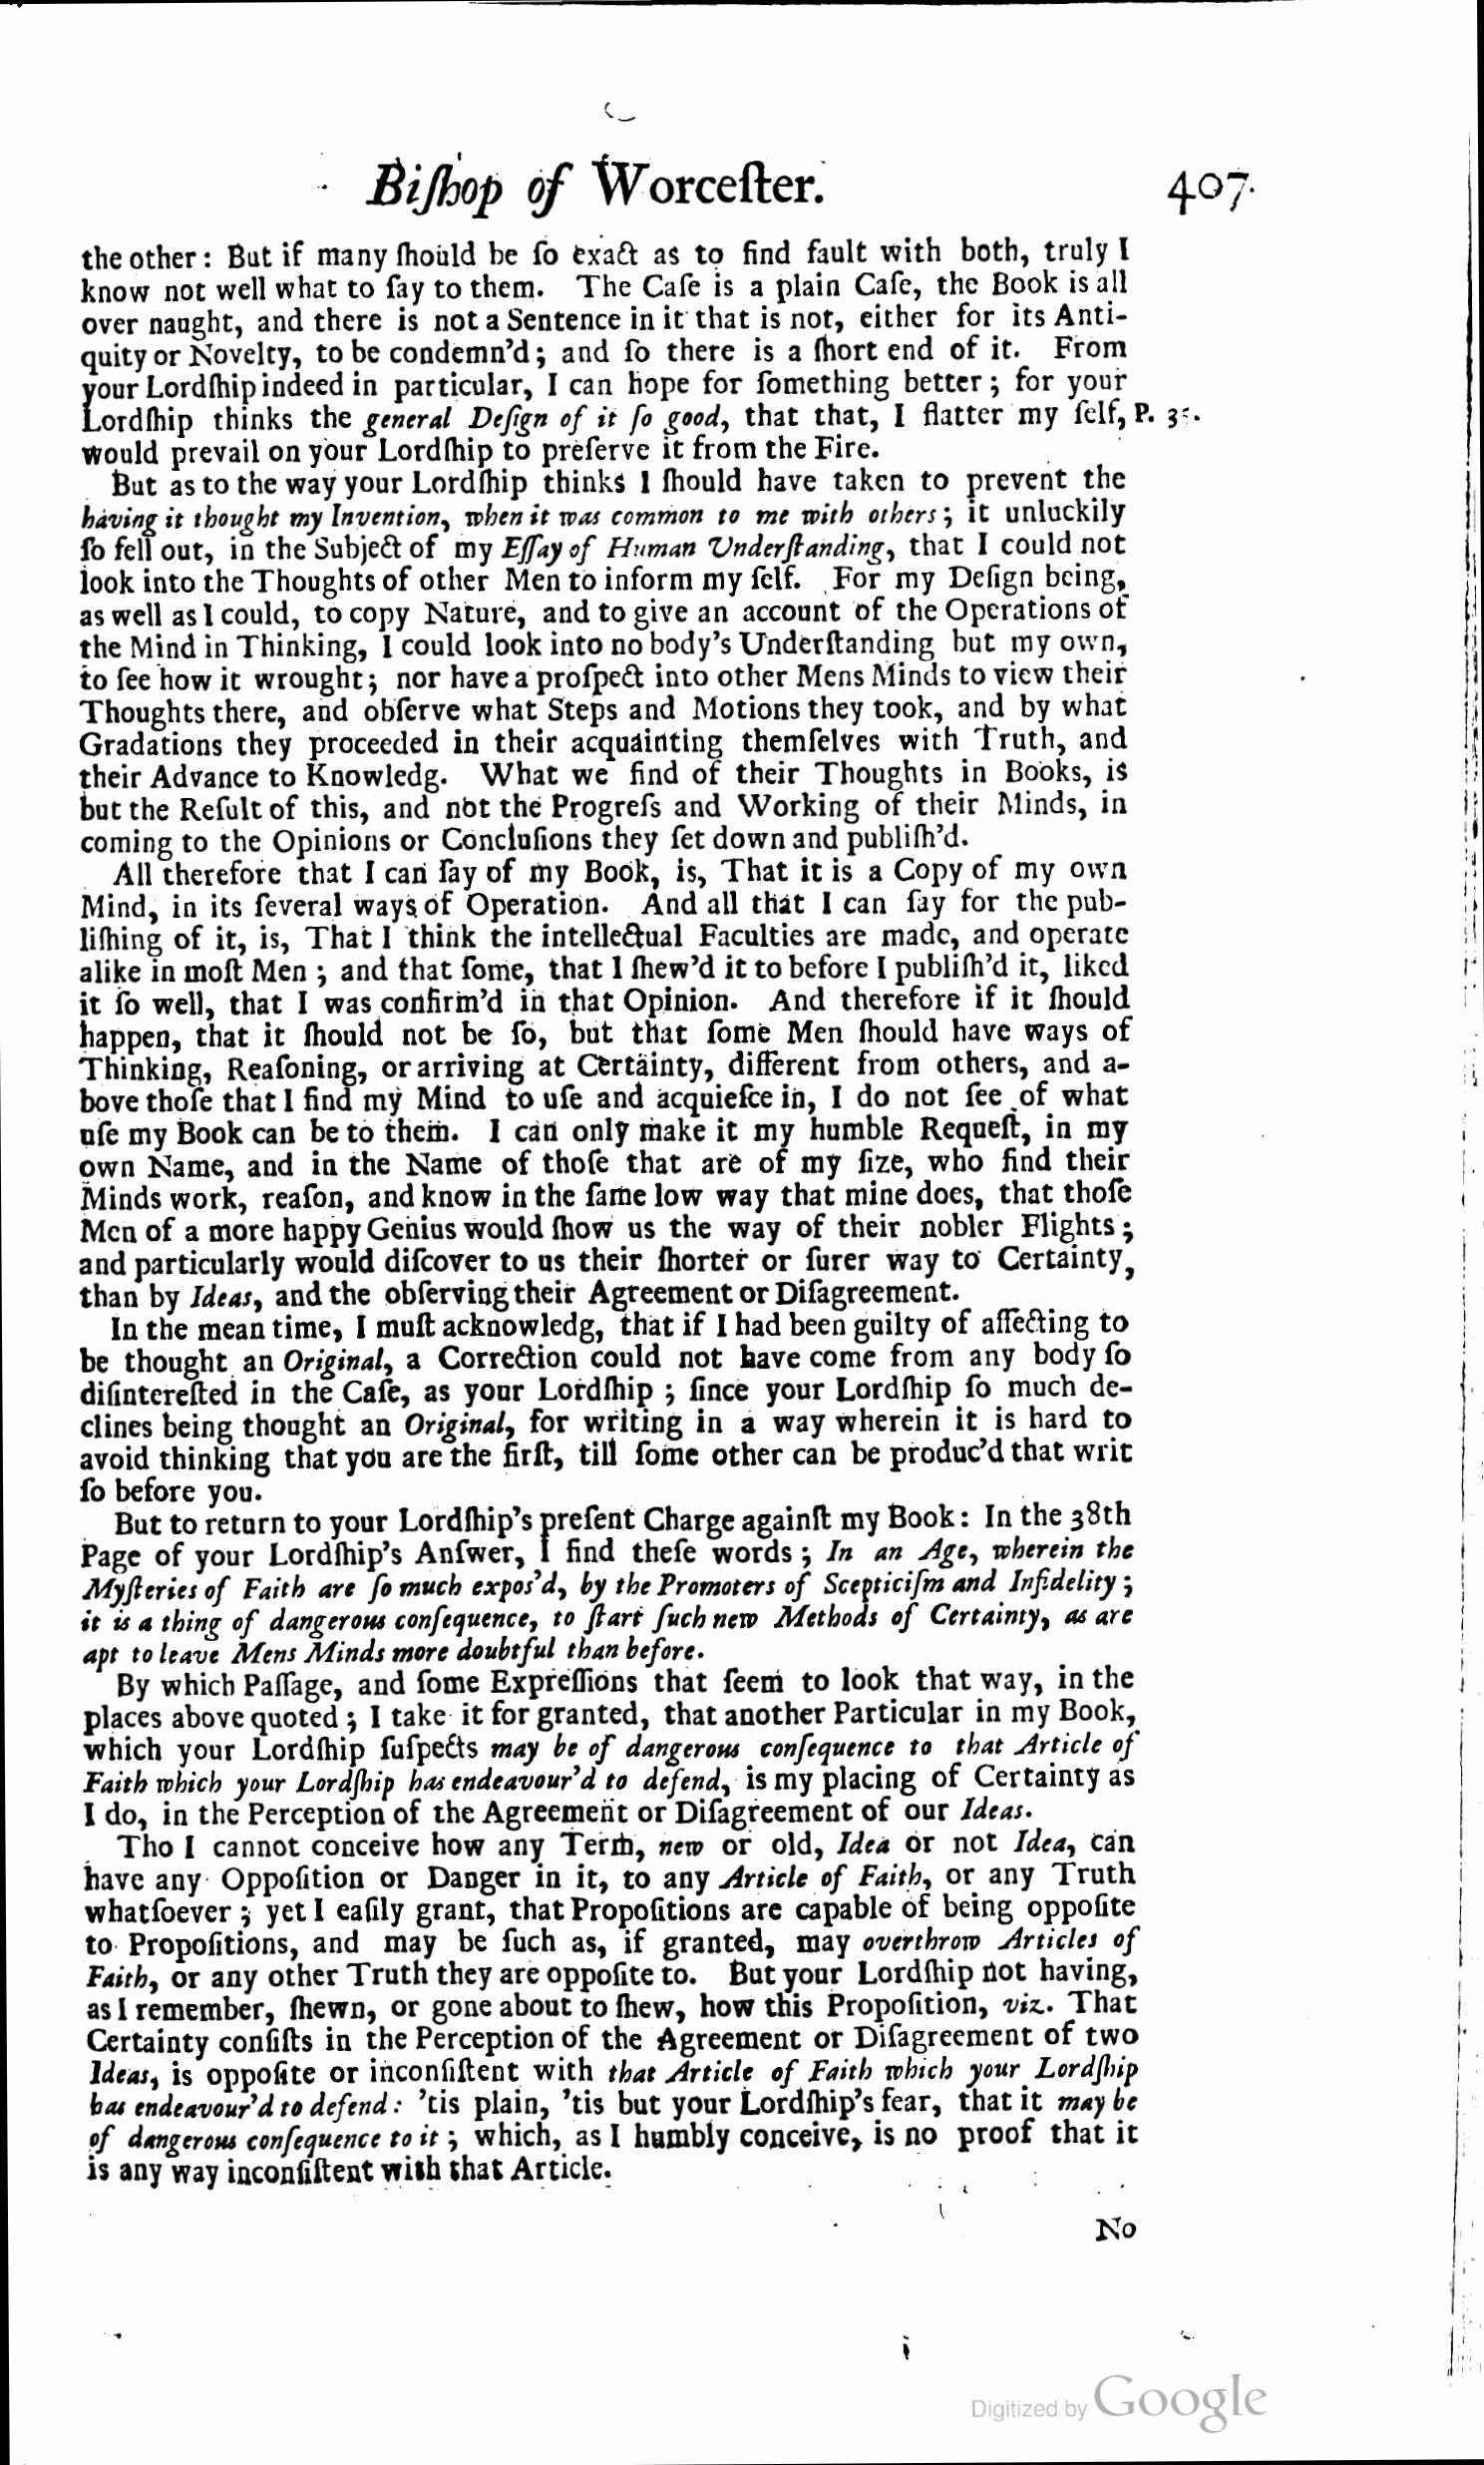 Biſhop of Worceſter. 407.
the other: But if many ſhould be ſo exact as to find fault with both, truly I
know not well what to ſay to them. The Caſe is a plain Caſe, the Book is all
over naught, and there is not a Sentence in it that is not, either for its Anti-
quity or Novelty, to be condemn'd; and ſo there is a ſhort end of it. From
your Lordſhip indeed in particular, I can hope for ſomething better; for your
Lordſhip thinks the general Deſign of it ſo good, that that, I flatter my ſelf, P.
would prevail on your Lordſhip to preſerve it from the Fire.
But as to the way your Lordſhip thinks I ſhould have taken to prevent the
having it thought my Invention, when it was common to me with others; it unluckily
ſo fell out, in the Subject of my Eſſay of Human Underſtanding, that I could not
look into the Thoughts of other Men to inform my ſelf. For my Deſign being,
as well as I could, to copy Nature, and to give an account of the Operations of
the Mind in Thinking, I could look into no body's Underſtanding but my own,
to ſee how it wrought; nor have a proſpect into other Mens Minds to view their
Thoughts there, and obſerve what Steps and Motions they took, and by what
Gradations they proceeded in their acquainting themſelves with Truth, and
their Advance to Knowledg. What we find of their Thoughts in Books, is
but the Reſult of this, and not the Progreſs and Working of their Minds, in
coming to the Opinions or Concluſions they ſet down and publiſh'd.
All therefore that I can ſay of my Book, is, That it is a Copy of my own
Mind, in its ſeveral ways of Operation. And all that I can ſay for the pub-
liſhing of it, is, That I think the intellectual Faculties are made, and operate
alike in moſt Men; and that ſome, that I ſhew'd it to before I publiſh'd it, liked
it ſo well, that I was confirm'd in that Opinion. And therefore if it ſhould
happen, that it ſhould not be ſo, but that ſome Men ſhould have ways of
Thinking, Reaſoning, or arriving at Certainty, different from others, and a-
bove thoſe that I find my Mind to uſe and acquieſce in, I do not ſee of what
uſe my Book can be to them. I can only make it my humble Requeſt, in my
own Name, and in the Name of thoſe that are of my ſize, who find their
Minds work, reaſon, and know in the ſame low way that mine does, that thoſe
Men of a more happy Genius would ſhow us the way of their nobler Flights;
and particularly would diſcover to us their ſhorter or ſurer way to Certainty,
than by Ideas, and the obſerving their Agreement or Diſagreement.
In the mean time, I muſt acknowledg, that if I had been guilty of affecting to
be thought an Original, a Correction could not have come from any body ſo
diſintereſted in the Caſe, as your Lordſhip; ſince your Lordſhip ſo much de-
clines being thought an Original, for writing in a way wherein it is hard to
avoid thinking that you are the firſt, till ſome other can be produc'd that writ
ſo before you.
But to return to your Lordſhip's preſent Charge againſt my Book: In the 38th
Page of your Lordſhip's Anſwer, I find theſe words; In an Age, wherein the
Myſteries of Faith are ſo much expos'd, by the Promoters of Scepticiſm and Infidelity;
it is a thing of dangerous conſequence, to ſtart ſuch new Methods of Certainty, as are
apt to leave Mens Minds more doubtful than before.
By which Paſſage, and ſome Expreſſions that ſeem to look that way, in the
places above quoted; I take it for granted, that another Particular in my Book,
which your Lordſhip ſuſpects may be of dangerous conſequence to that Article of
Faith which your Lordſhip has endeavour'd to defend, is my placing of Certainty as
I do, in the Perception of the Agreement or Diſagreement of our Ideas.
Tho I cannot conceive how any Term, new or old, Idea or not Idea, can
have any Oppoſition or Danger in it, to any Article of Faith, or any Truth
whatſoever; yet I eaſily grant, that Propoſitions are capable of being oppoſite
to Propoſitions, and may be ſuch as, if granted, may overthrow Articles of
Faith, or any other Truth they are oppoſite to. But your Lordſhip not having,
as I remember, ſhewn, or gone about to ſhew, how this Propoſition, viz. That
Certainty conſiſts in the Perception of the Agreement or Diſagreement of two
Ideas, is oppoſite or inconſiſtent with that Article of Faith which your Lordſhip
has endeavour'd to defend: 'tis plain, 'tis but your Lordſhip's fear, that it may be
of dangerous conſequence to it; which, as I humbly conceive, is no proof that it
is any way inconſiſtent with that Article.
No
Digitized by Google